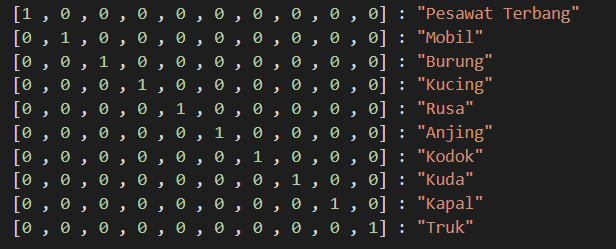 [1 , 0 , 0 , 0 , 0 , 0 , 0 , 0 , 0 , 0] : "Pesawat Terbang"
[0 , 1 , 0 , 0 , 0 , 0 , 0 , 0 , 0 , 0] : "Mobil"
[0 , 0 , 1 , 0 , 0 , 0 , 0 , 0 , 0 , 0] : "Burung"
[0 , 0 , 0 , 1 , 0 , 0 , 0 , 0 , 0 , 0] : "Kucing"
[0 , 0 , 0 , 0 , 1 , 0 , 0 , 0 , 0 , 0] : "Rusa"
[0 , 0 , 0 , 0 , 0 , 1 , 0 , 0 , 0 , 0] : "Anjing"
[0 , 0 , 0 , 0 , 0 , 0 , 1 , 0 , 0 , 0] : "Kodok"
[0 , 0 , 0 , 0 , 0 , 0 , 0 , 1 , 0 , 0] : "Kuda"
[0 , 0 , 0 , 0 , 0 , 0 , 0 , 0 , 1 , 0] : "Kapal"
[0 , 0 , 0 , 0 , 0 , 0 , 0 , 0 , 0 , 1] : "Truk"